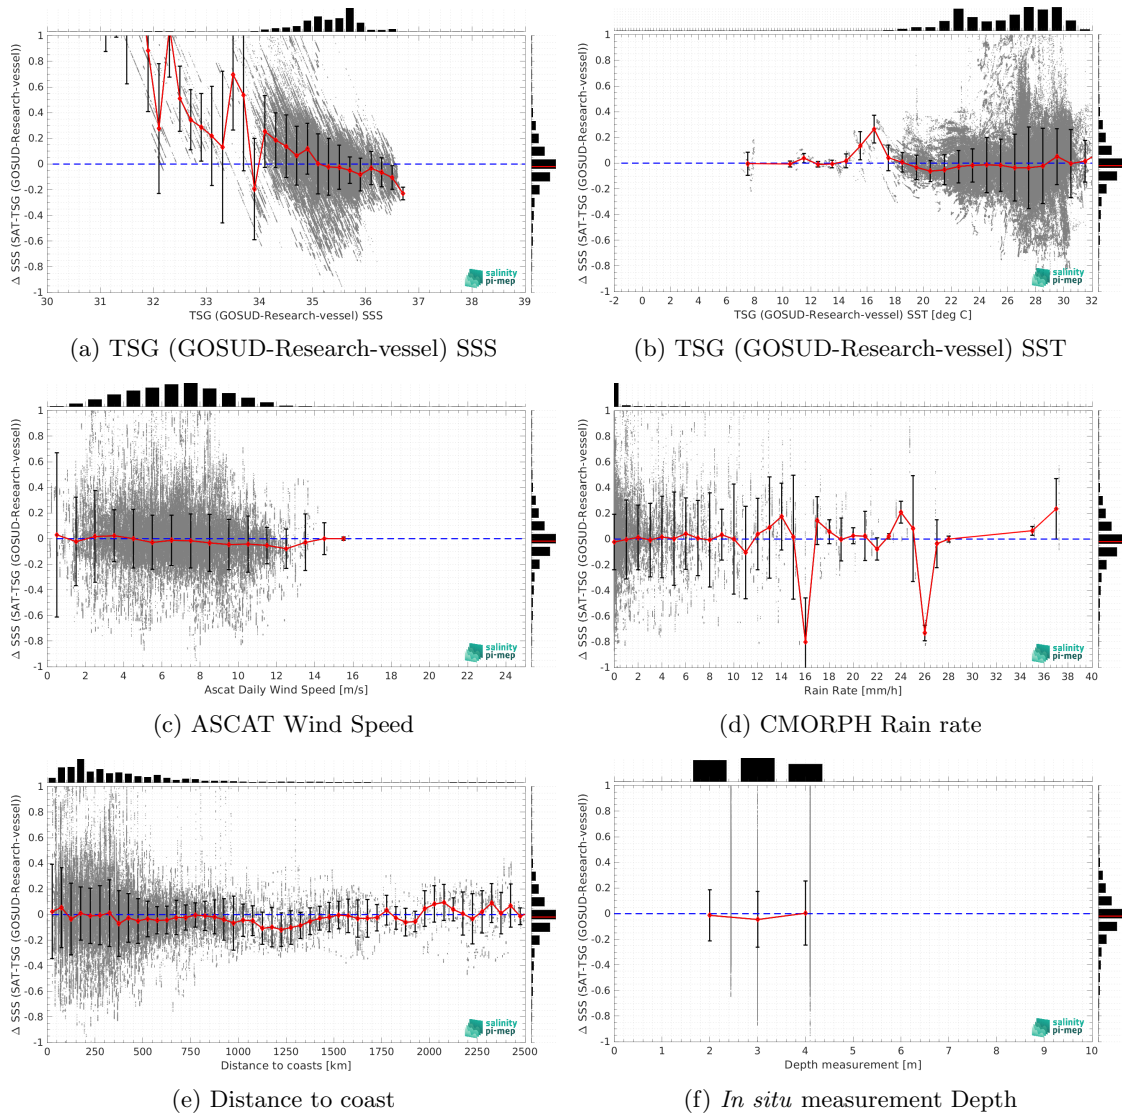 Δ SSS (SAT-TSG (GOSUD-Research-vessel))
1
0.8
0.6
0.4
0.2
0
-0.2
-0.4
-0.6
-0.8
-1
30 31 32 33 34 35 36 37 38 39
TSG (GOSUD-Research-vessel) SSS
salinity
pi-mep
(a) TSG (GOSUD-Research-vessel) SSS
Δ SSS (SAT-TSG (GOSUD-Research-vessel))
1
0.8
0.6
0.4
0.2
0
-0.2
-0.4
-0.6
-0.8
-1
-2 0 2 4 6 8 10 12 14 16 18 20 22 24 26 28 30 32
TSG (GOSUD-Research-vessel) SST [deg C]
salinity
pi-mep
(b) TSG (GOSUD-Research-vessel) SST
Δ SSS (SAT-TSG (GOSUD-Research-vessel))
1
0.8
0.6
0.4
0.2
0
-0.2
-0.4
-0.6
-0.8
-1
0 2 4 6 8 10 12 14 16 18 20 22 24
Ascat Daily Wind Speed [m/s]
salinity
pi-mep
(c) ASCAT Wind Speed
Δ SSS (SAT-TSG (GOSUD-Research-vessel))
1
0.8
0.6
0.4
0.2
0
-0.2
-0.4
-0.6
-0.8
-1
0 2 4 6 8 10 12 14 16 18 20 22 24 26 28 30 32 34 36 38 40
Rain Rate [mm/h]
salinity
pi-mep
(d) CMORPH Rain rate
Δ SSS (SAT-TSG (GOSUD-Research-vessel))
1
0.8
0.6
0.4
0.2
0
-0.2
-0.4
-0.6
-0.8
-1
0 250 500 750 1000 1250 1500 1750 2000 2250 2500
Distance to coasts [km]
salinity
pi-mep
(e) Distance to coast
Δ SSS (SAT-TSG (GOSUD-Research-vessel))
1
0.8
0.6
0.4
0.2
0
-0.2
-0.4
-0.6
-0.8
-1
0 1 2 3 4 5 6 7 8 9 10
Depth measurement [m]
salinity
pi-mep
(f) In situ measurement Depth